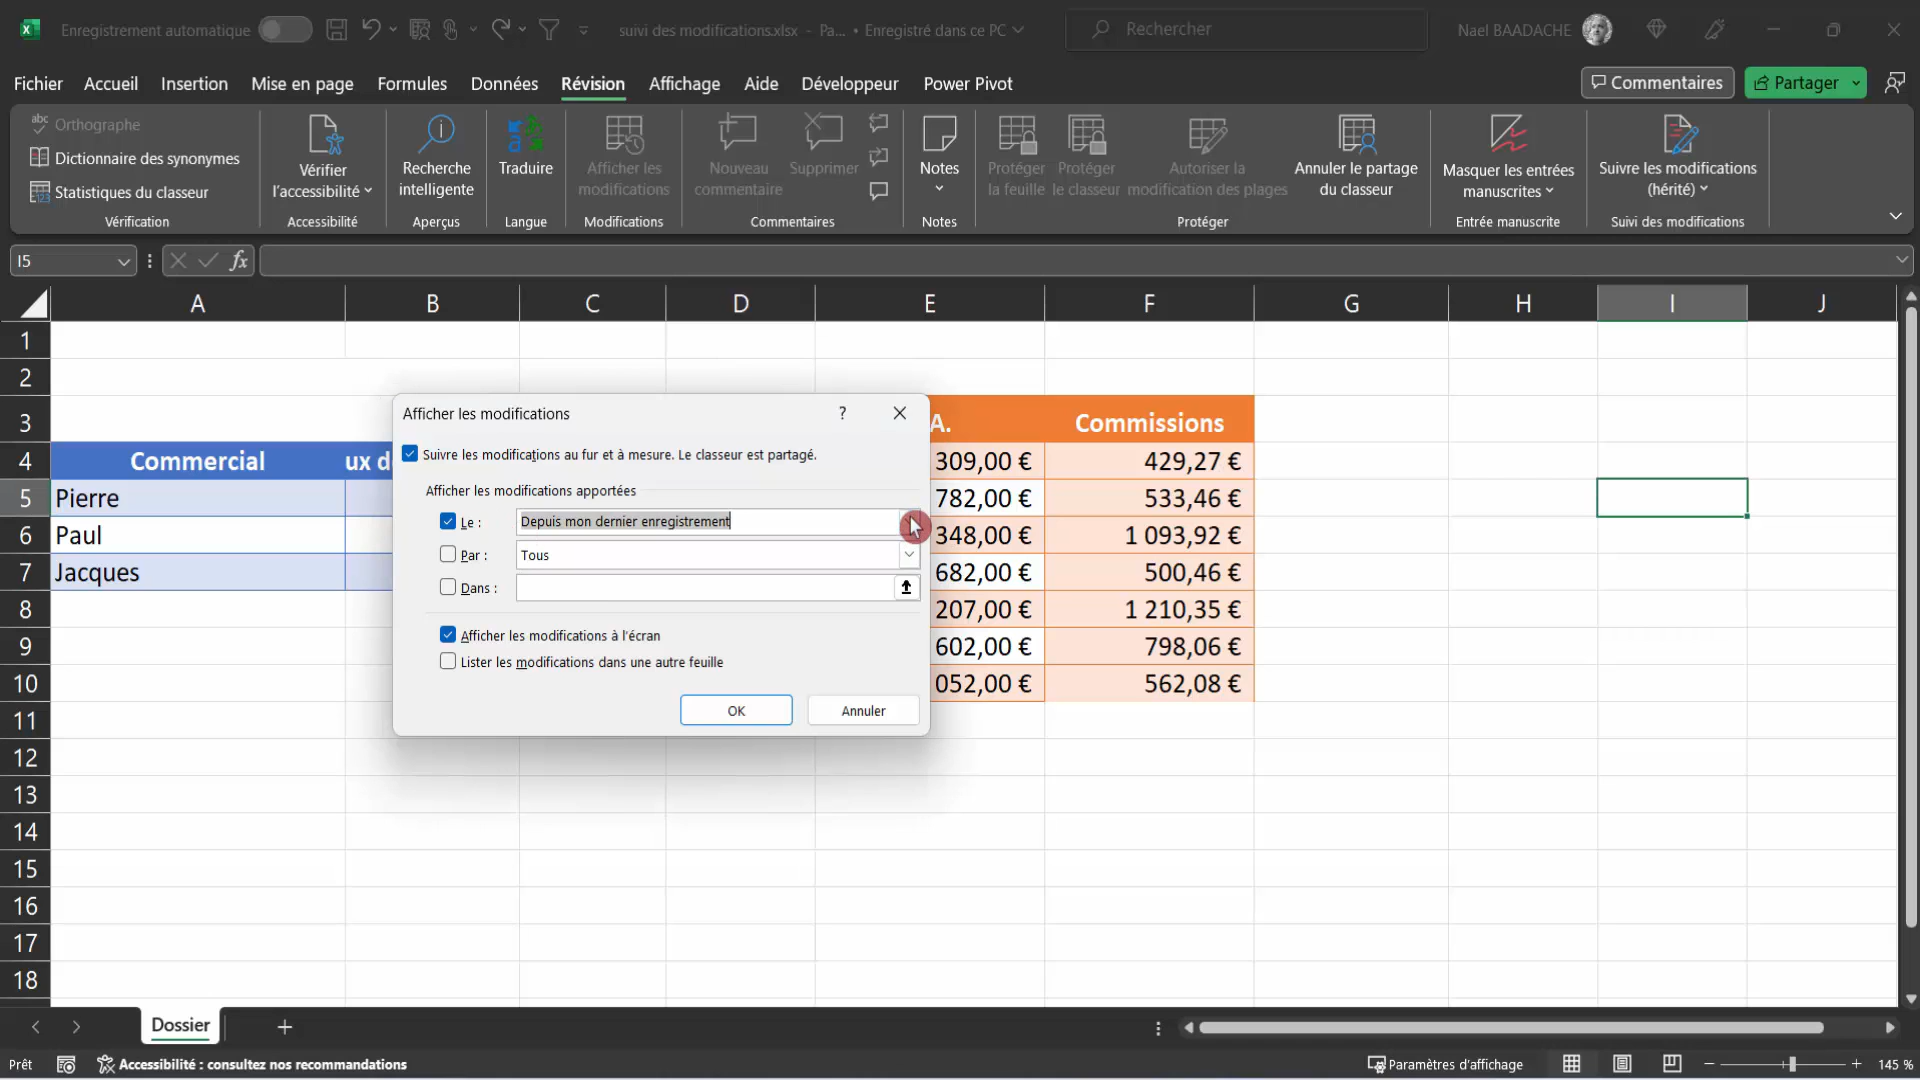 Enregistrement automatique
suivi des modifications.xlsx - Pa... • Enregistré dans ce PC
Rechercher
Nael BAADACHE
Fichier Accueil Insertion Mise en page Formules Données Révision Affichage Aide Développeur Power Pivot
Commentaires Partager
Orthographe
Dictionnaire des synonymes
Statistiques du classeur
Vérification
Vérifier
l'accessibilité
Accessibilité
Recherche
intelligente
Aperçus
Traduire
Langue
Afficher les
modifications
Modifications
Nouveau
commentaire
Supprimer
Commentaires
Notes
Notes
Protéger
la feuille
Protéger
le classeur
Autoriser la
modification des plages
Annuler le partage
du classeur
Protéger
Masquer les entrées
manuscrites
Entrée manuscrite
Suivre les modifications
(hérité)
Suivi des modifications
I5
fx
A B C D E F G H I J
1
2
3 A. Commissions
4 Commercial ux d 309,00 € 429,27 €
5 Pierre 782,00 € 533,46 €
6 Paul 348,00 € 1 093,92 €
7 Jacques 682,00 € 500,46 €
8 207,00 € 1 210,35 €
9 602,00 € 798,06 €
10 052,00 € 562,08 €
11
12
13
14
15
16
17
18
Afficher les modifications ?
Suivre les modifications au fur et à mesure. Le classeur est partagé.
Afficher les modifications apportées
Le : Depuis mon dernier enregistrement
Par : Tous
Dans :
Afficher les modifications à l'écran
Lister les modifications dans une autre feuille
OK Annuler
Dossier
Prêt
Accessibilité : consultez nos recommandations
Paramètres d'affichage
145 %